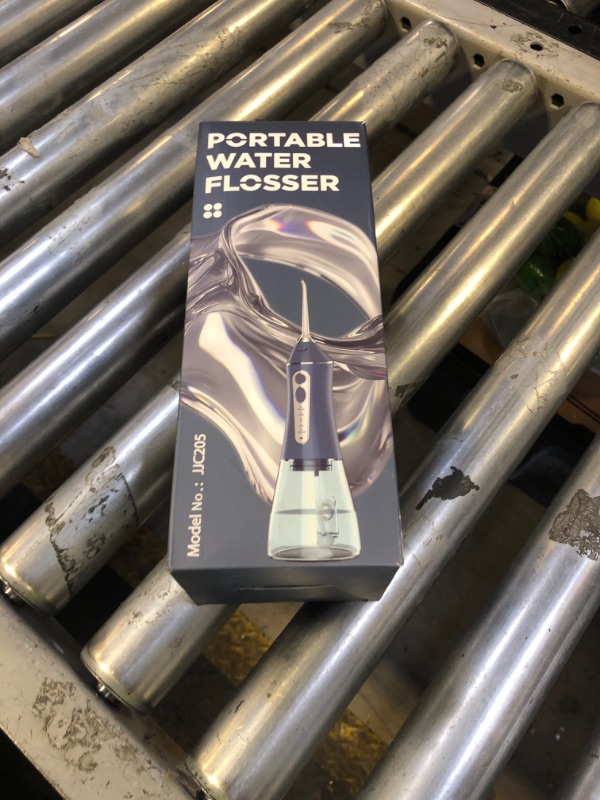 PORTABLE
WATER
FLOSSER
Model No.: JJC205